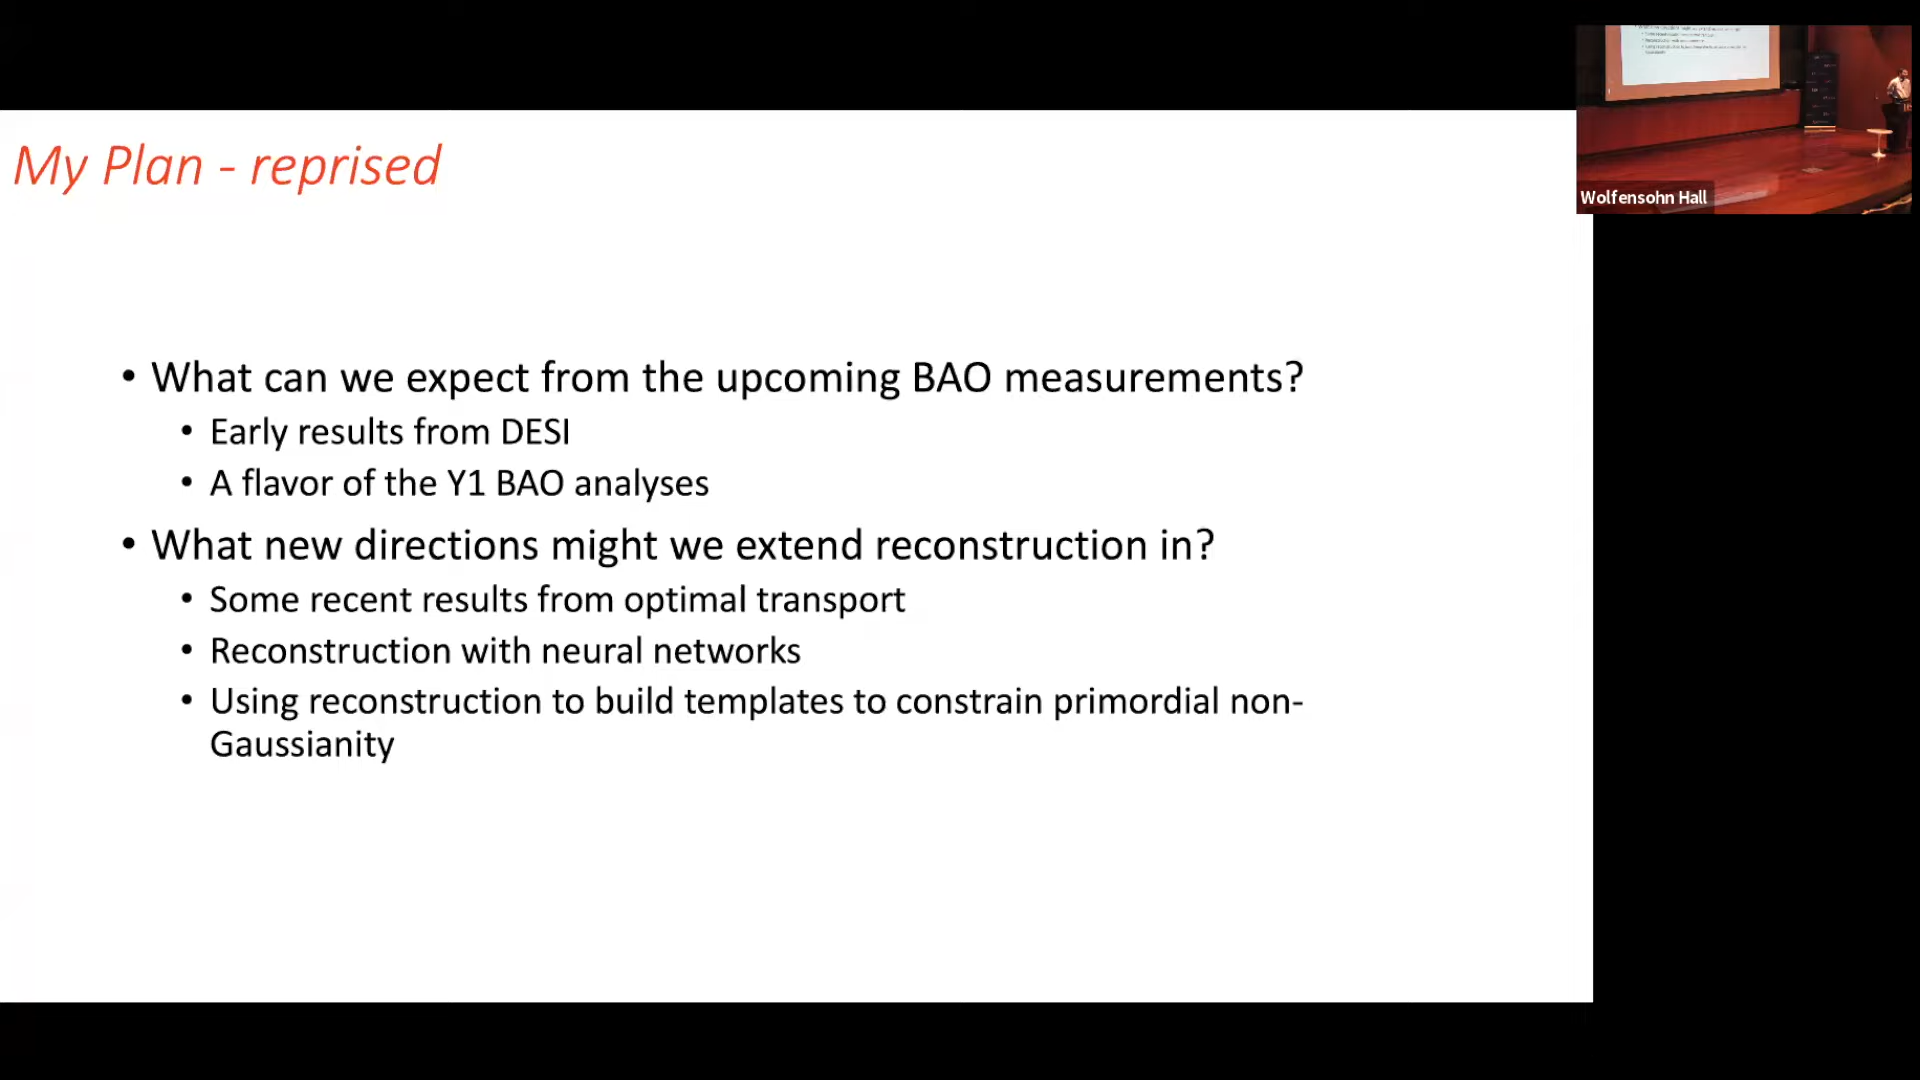 My Plan - reprised
• What can we expect from the upcoming BAO measurements?
• Early results from DESI
• A flavor of the Y1 BAO analyses
• What new directions might we extend reconstruction in?
• Some recent results from optimal transport
• Reconstruction with neural networks
• Using reconstruction to build templates to constrain primordial non-
Gaussianity
Wolfensohn Hall